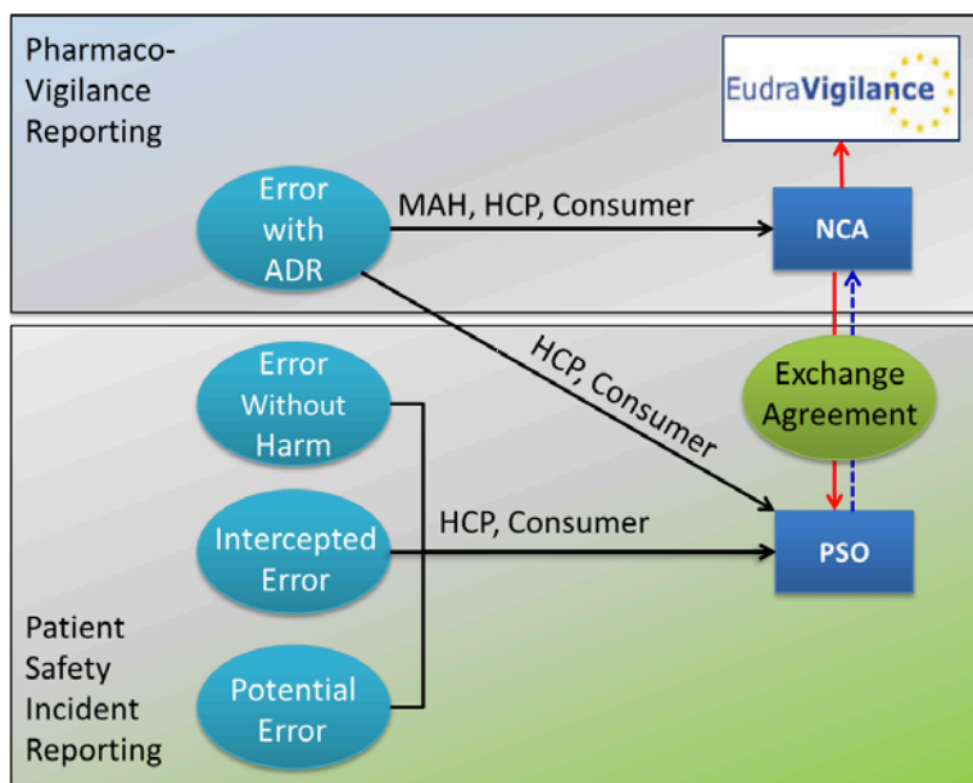 Pharmaco-
Vigilance
Reporting
EudraVigilance
Error
with
ADR
MAH, HCP, Consumer
NCA
HCP, Consumer
Error
Without
Harm
Exchange
Agreement
Intercepted
Error
HCP, Consumer
PSO
Patient
Safety
Incident
Reporting
Potential
Error